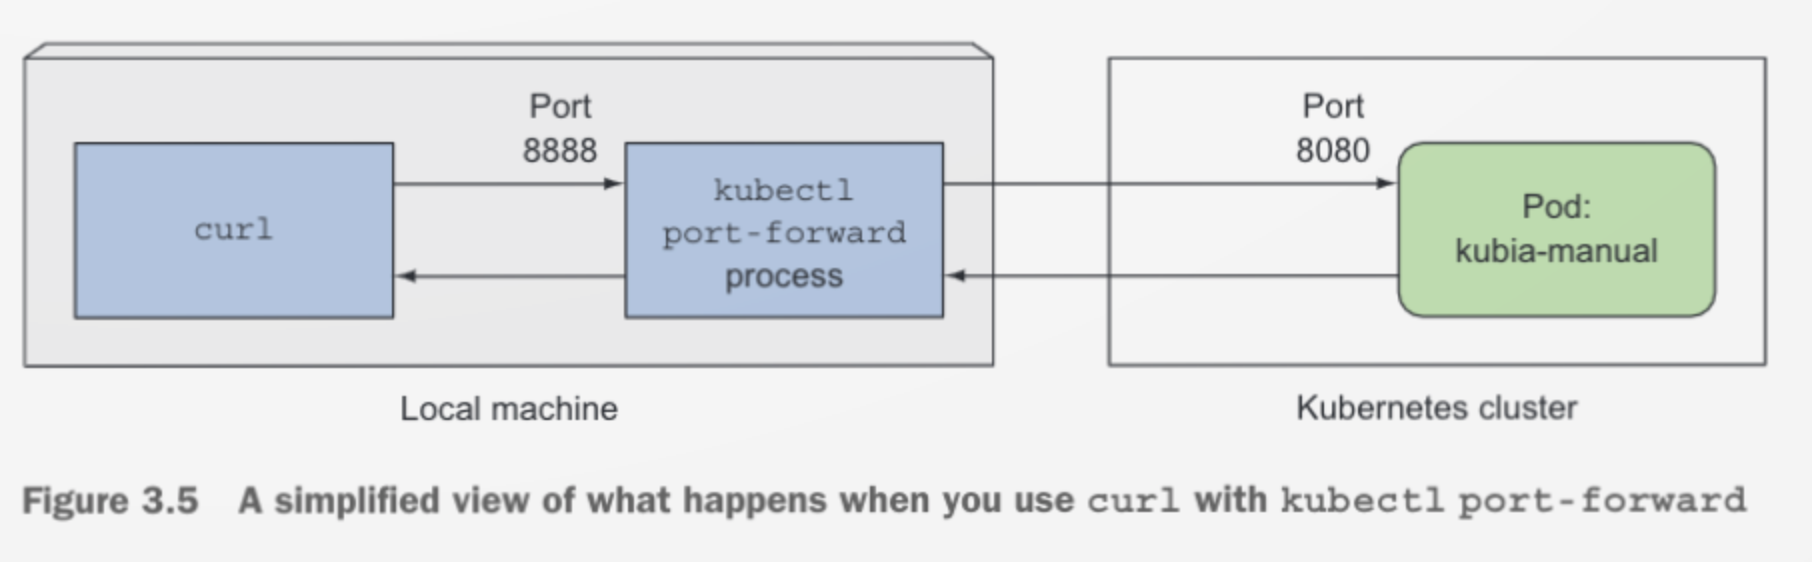 Port
8888
Port
8080
curl
kubectl
port-forward
process
Pod:
kubia-manual
Local machine
Kubernetes cluster
Figure 3.5 A simplified view of what happens when you use curl with kubectl port-forward